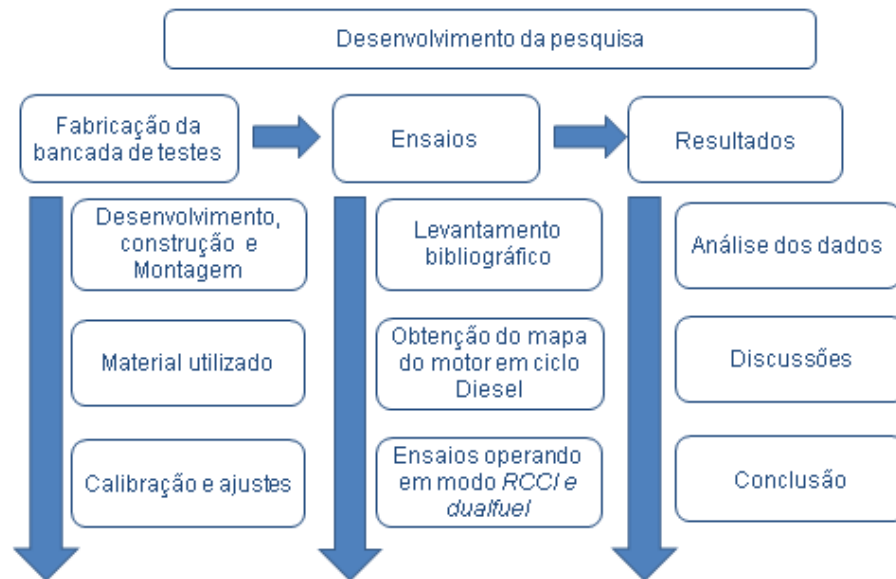 Desenvolvimento da pesquisa
Fabricação da
bancada de testes
Ensaios
Resultados
Desenvolvimento,
construção e
Montagem
Material utilizado
Calibração e ajustes
Levantamento
bibliográfico
Obtenção do mapa
do motor em ciclo
Diesel
Ensaios operando
em modo RCCI e
dualfuel
Análise dos dados
Discussões
Conclusão